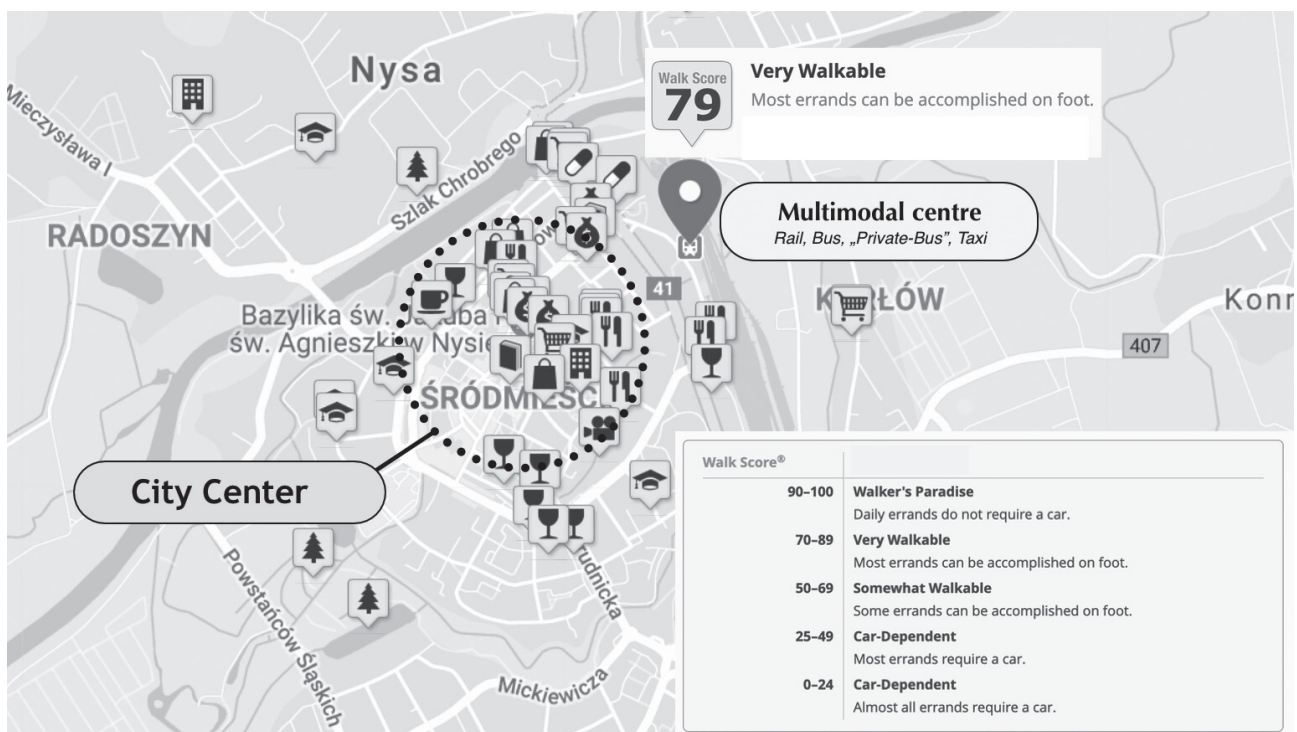 Nysa
Mieczysława I
Szlak Chrobrego
RADOSZYN
Walk Score
79
Very Walkable
Most errands can be accomplished on foot.
Multimodal centre
Rail, Bus, „Private-Bus”, Taxi
41
Konr
407
Bazylika św.
św. Agnieszki w Nysie
ŚRÓDMIEŚC
City Center
Powstańców Śląskich
rudnicka
Mickiewicza
Walk Score®
90–100 Walker's Paradise
Daily errands do not require a car.
70–89 Very Walkable
Most errands can be accomplished on foot.
50–69 Somewhat Walkable
Some errands can be accomplished on foot.
25–49 Car-Dependent
Most errands require a car.
0–24 Car-Dependent
Almost all errands require a car.